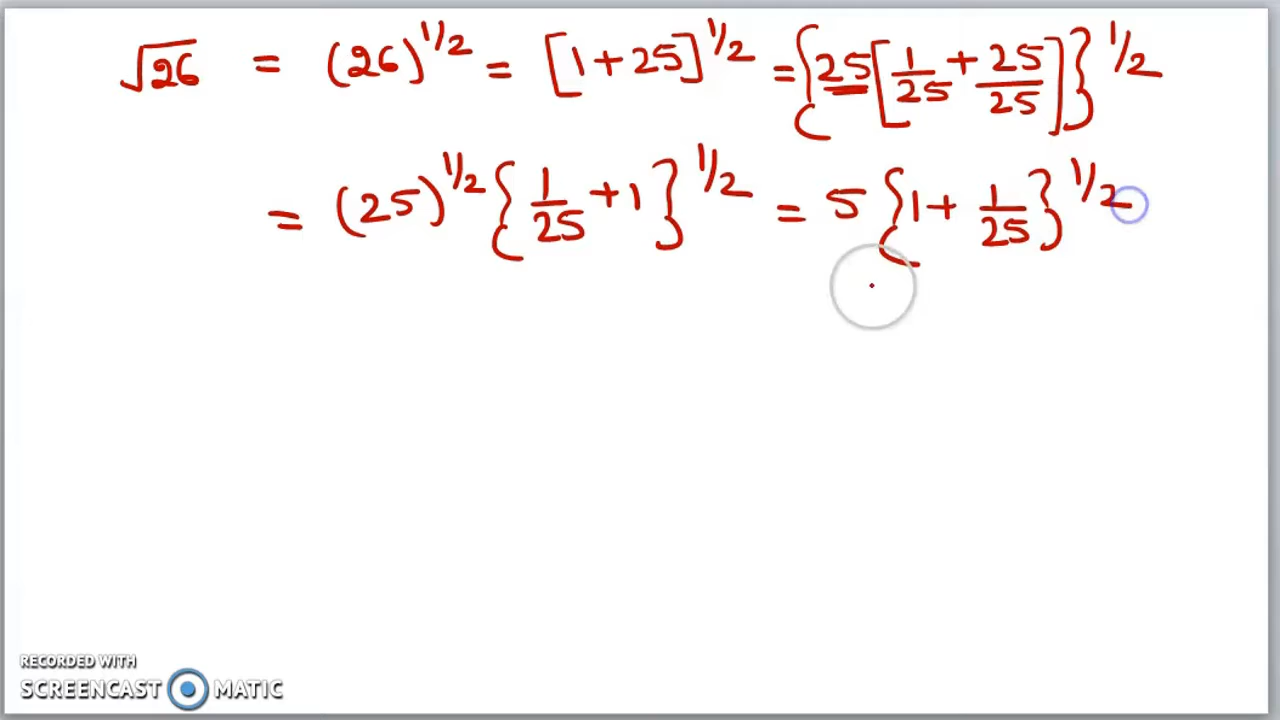 √26 = (26)^1/2 = [1+25]^1/2 = {25[1/25 + 25/25]}^1/2
= (25)^1/2 {1/25 + 1}^1/2 = 5{1 + 1/25}^1/2
RECORDED WITH
SCREENCAST MATIC